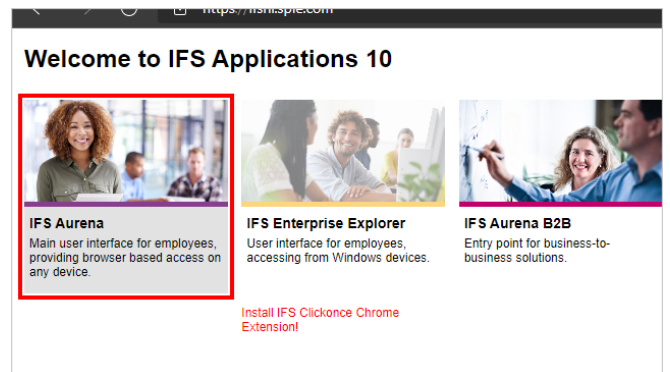 Welcome to IFS Applications 10
IFS Aurena
Main user interface for employees,
providing browser based access on
any device.
IFS Enterprise Explorer
User interface for employees,
accessing from Windows devices.
IFS Aurena B2B
Entry point for business-to-
business solutions.
Install IFS Clickonce Chrome
Extension!